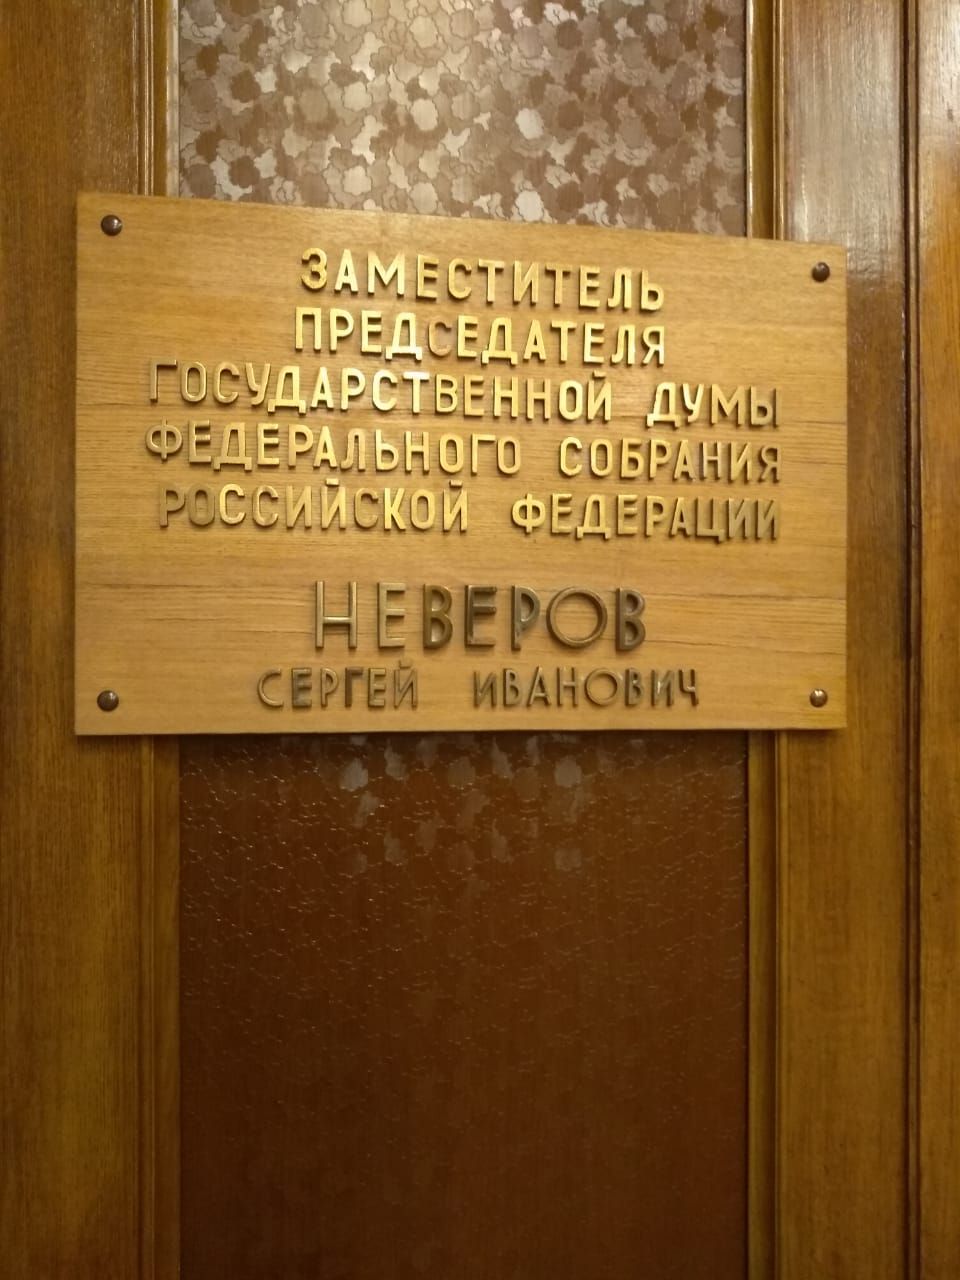 ЗАМЕСТИТЕЛЬ
ПРЕДСЕДАТЕЛЯ
ГОСУДАРСТВЕННОЙ ДУМЫ
ФЕДЕРАЛЬНОГО СОБРАНИЯ
РОССИЙСКОЙ ФЕДЕРАЦИИ
НЕВЕРОВ
СЕРГЕЙ ИВАНОВИЧ